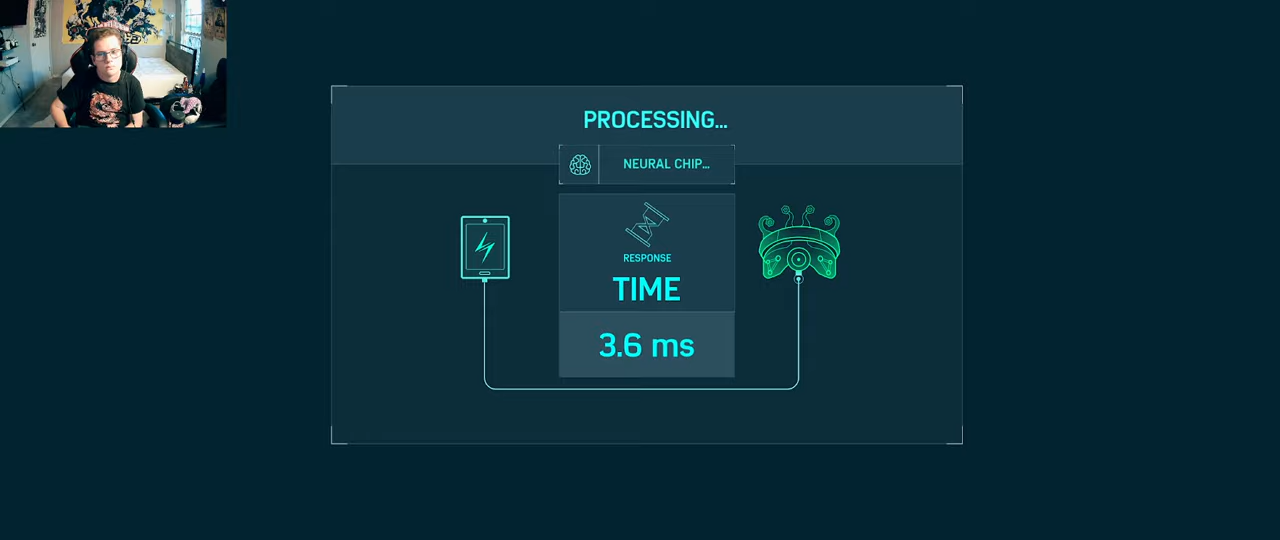 PROCESSING...
NEURAL CHIP...
RESPONSE
TIME
3.6 ms